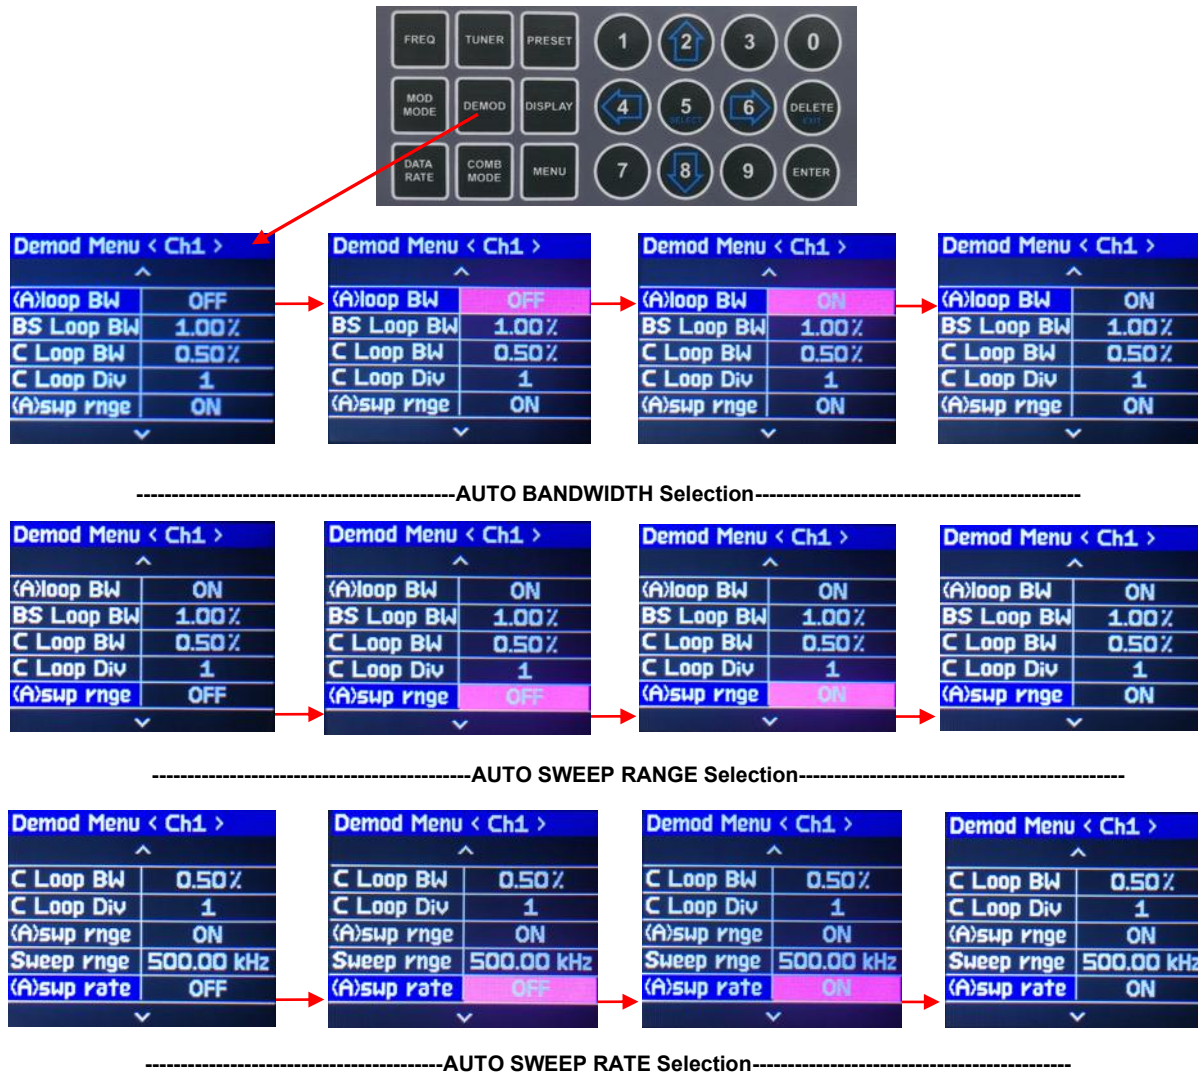 FREQ TUNER PRESET 1 2 3 0
MOD MODE DEMOD DISPLAY 4 5 SELECT 6 DELETE EXIT
DATA RATE COMB MODE MENU 7 8 9 ENTER
Demod Menu < Ch1 >
(A)loop BW OFF
BS Loop BW 1.00%
C Loop BW 0.50%
C Loop Div 1
(A)swp rnge ON
Demod Menu < Ch1 >
(A)loop BW OFF
BS Loop BW 1.00%
C Loop BW 0.50%
C Loop Div 1
(A)swp rnge ON
Demod Menu < Ch1 >
(A)loop BW ON
BS Loop BW 1.00%
C Loop BW 0.50%
C Loop Div 1
(A)swp rnge ON
Demod Menu < Ch1 >
(A)loop BW ON
BS Loop BW 1.00%
C Loop BW 0.50%
C Loop Div 1
(A)swp rnge ON
---------------------------------------------AUTO BANDWIDTH Selection----------------------------------------------
Demod Menu < Ch1 >
(A)loop BW ON
BS Loop BW 1.00%
C Loop BW 0.50%
C Loop Div 1
(A)swp rnge OFF
Demod Menu < Ch1 >
(A)loop BW ON
BS Loop BW 1.00%
C Loop BW 0.50%
C Loop Div 1
(A)swp rnge OFF
Demod Menu < Ch1 >
(A)loop BW ON
BS Loop BW 1.00%
C Loop BW 0.50%
C Loop Div 1
(A)swp rnge ON
Demod Menu < Ch1 >
(A)loop BW ON
BS Loop BW 1.00%
C Loop BW 0.50%
C Loop Div 1
(A)swp rnge ON
---------------------------------------------AUTO SWEEP RANGE Selection----------------------------------------------
Demod Menu < Ch1 >
C Loop BW 0.50%
C Loop Div 1
(A)swp rnge ON
Sweep rnge 500.00 kHz
(A)swp rate OFF
Demod Menu < Ch1 >
C Loop BW 0.50%
C Loop Div 1
(A)swp rnge ON
Sweep rnge 500.00 kHz
(A)swp rate OFF
Demod Menu < Ch1 >
C Loop BW 0.50%
C Loop Div 1
(A)swp rnge ON
Sweep rnge 500.00 kHz
(A)swp rate ON
Demod Menu < Ch1 >
C Loop BW 0.50%
C Loop Div 1
(A)swp rnge ON
Sweep rnge 500.00 kHz
(A)swp rate ON
------------------------------------------AUTO SWEEP RATE Selection---------------------------------------------